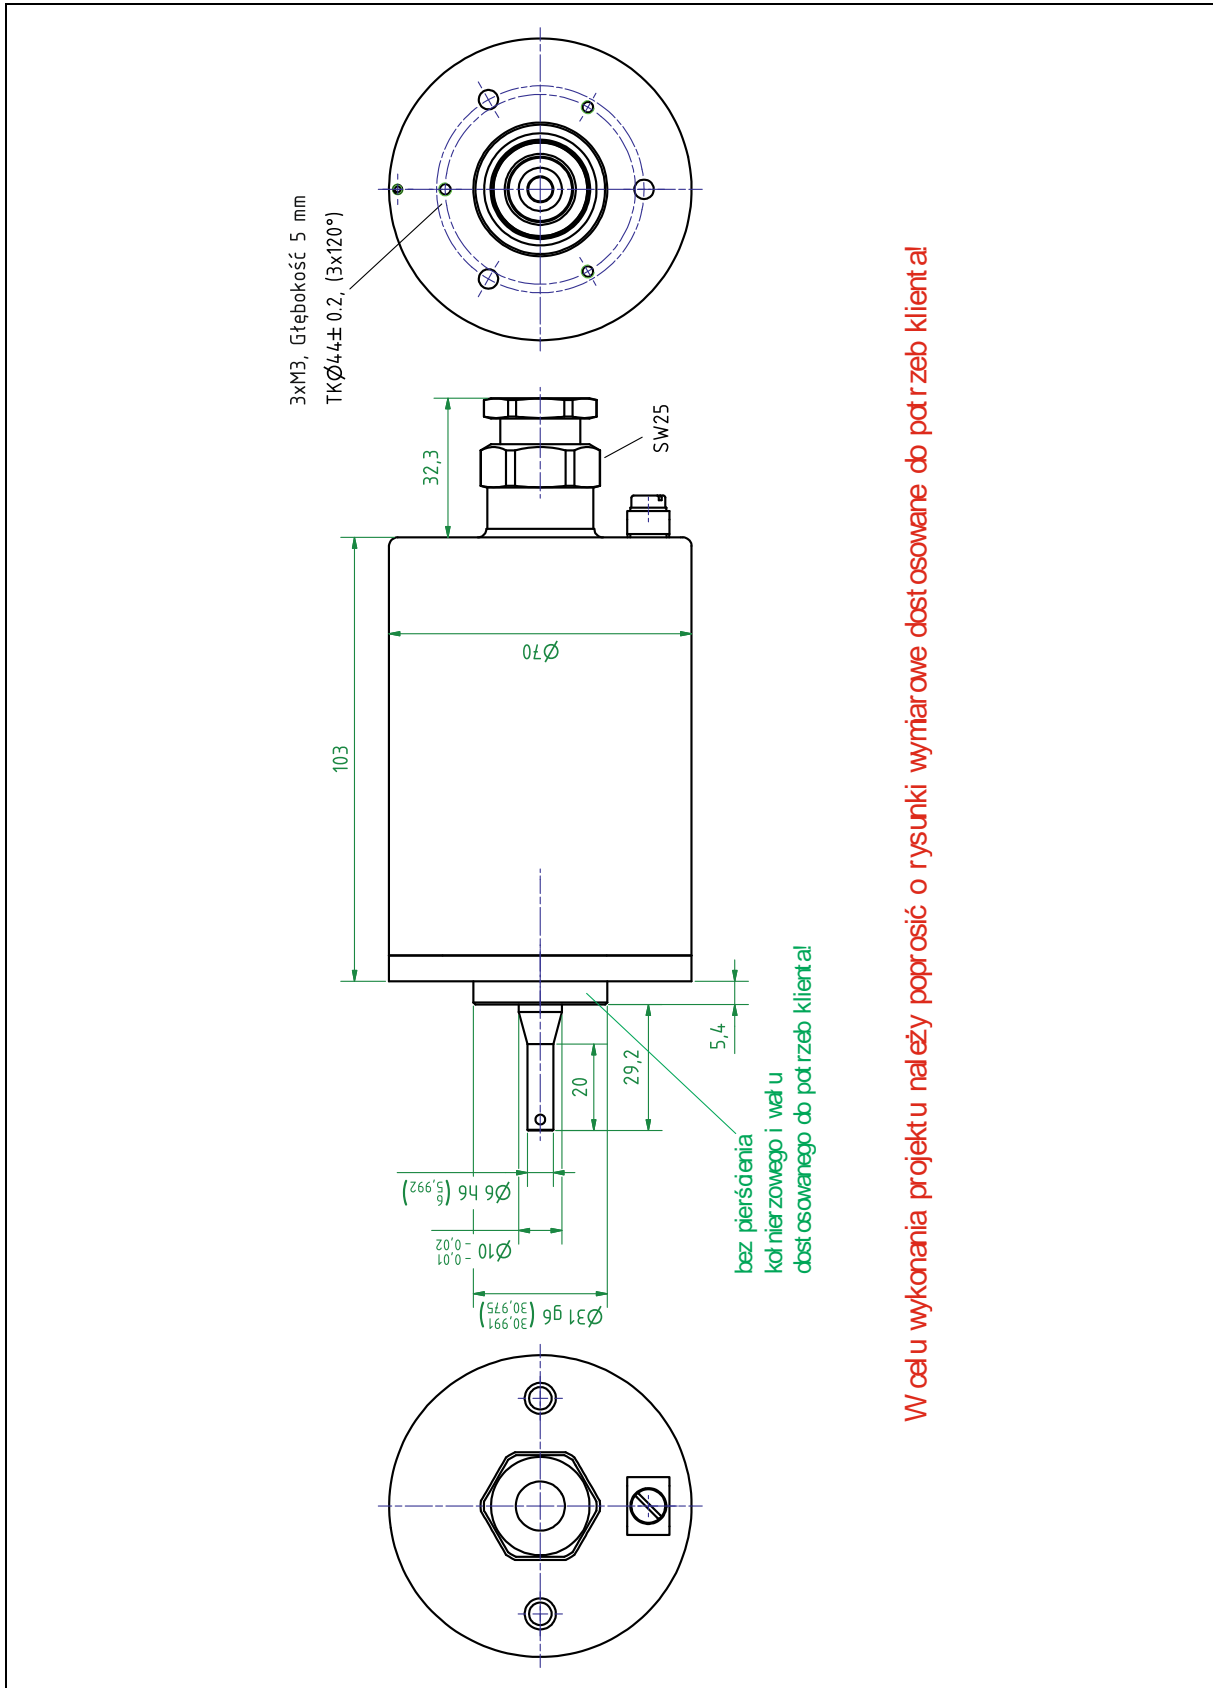 3xM3, Głębokość 5 mm
TKØ44±0.2, (3x120°)
32,3
SW25
103
Ø70
5,4
29,2
20
Ø6 h6 (6 5,992)
Ø10 -0,01 -0,02
Ø31 g6 (30,991 30,975)
bez pierścienia
kołnierzowego i wału
dostosowanego do potrzeb klienta!
W celu wykonania projektu należy poprosić o rysunki wymiarowe dostosowane do potrzeb klienta!